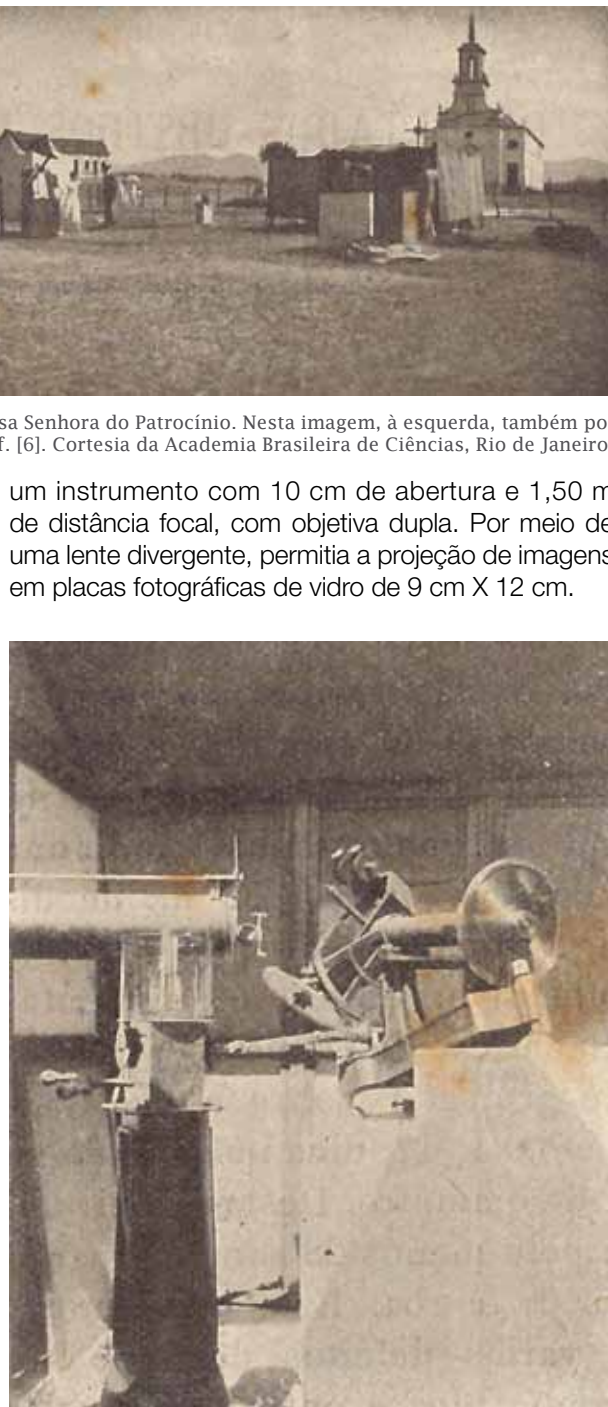 sa Senhora do Patrocínio. Nesta imagem, à esquerda, também po
f. [6]. Cortesia da Academia Brasileira de Ciências, Rio de Janeiro
um instrumento com 10 cm de abertura e 1,50 m
de distância focal, com objetiva dupla. Por meio de
uma lente divergente, permitia a projeção de imagens
em placas fotográficas de vidro de 9 cm X 12 cm.